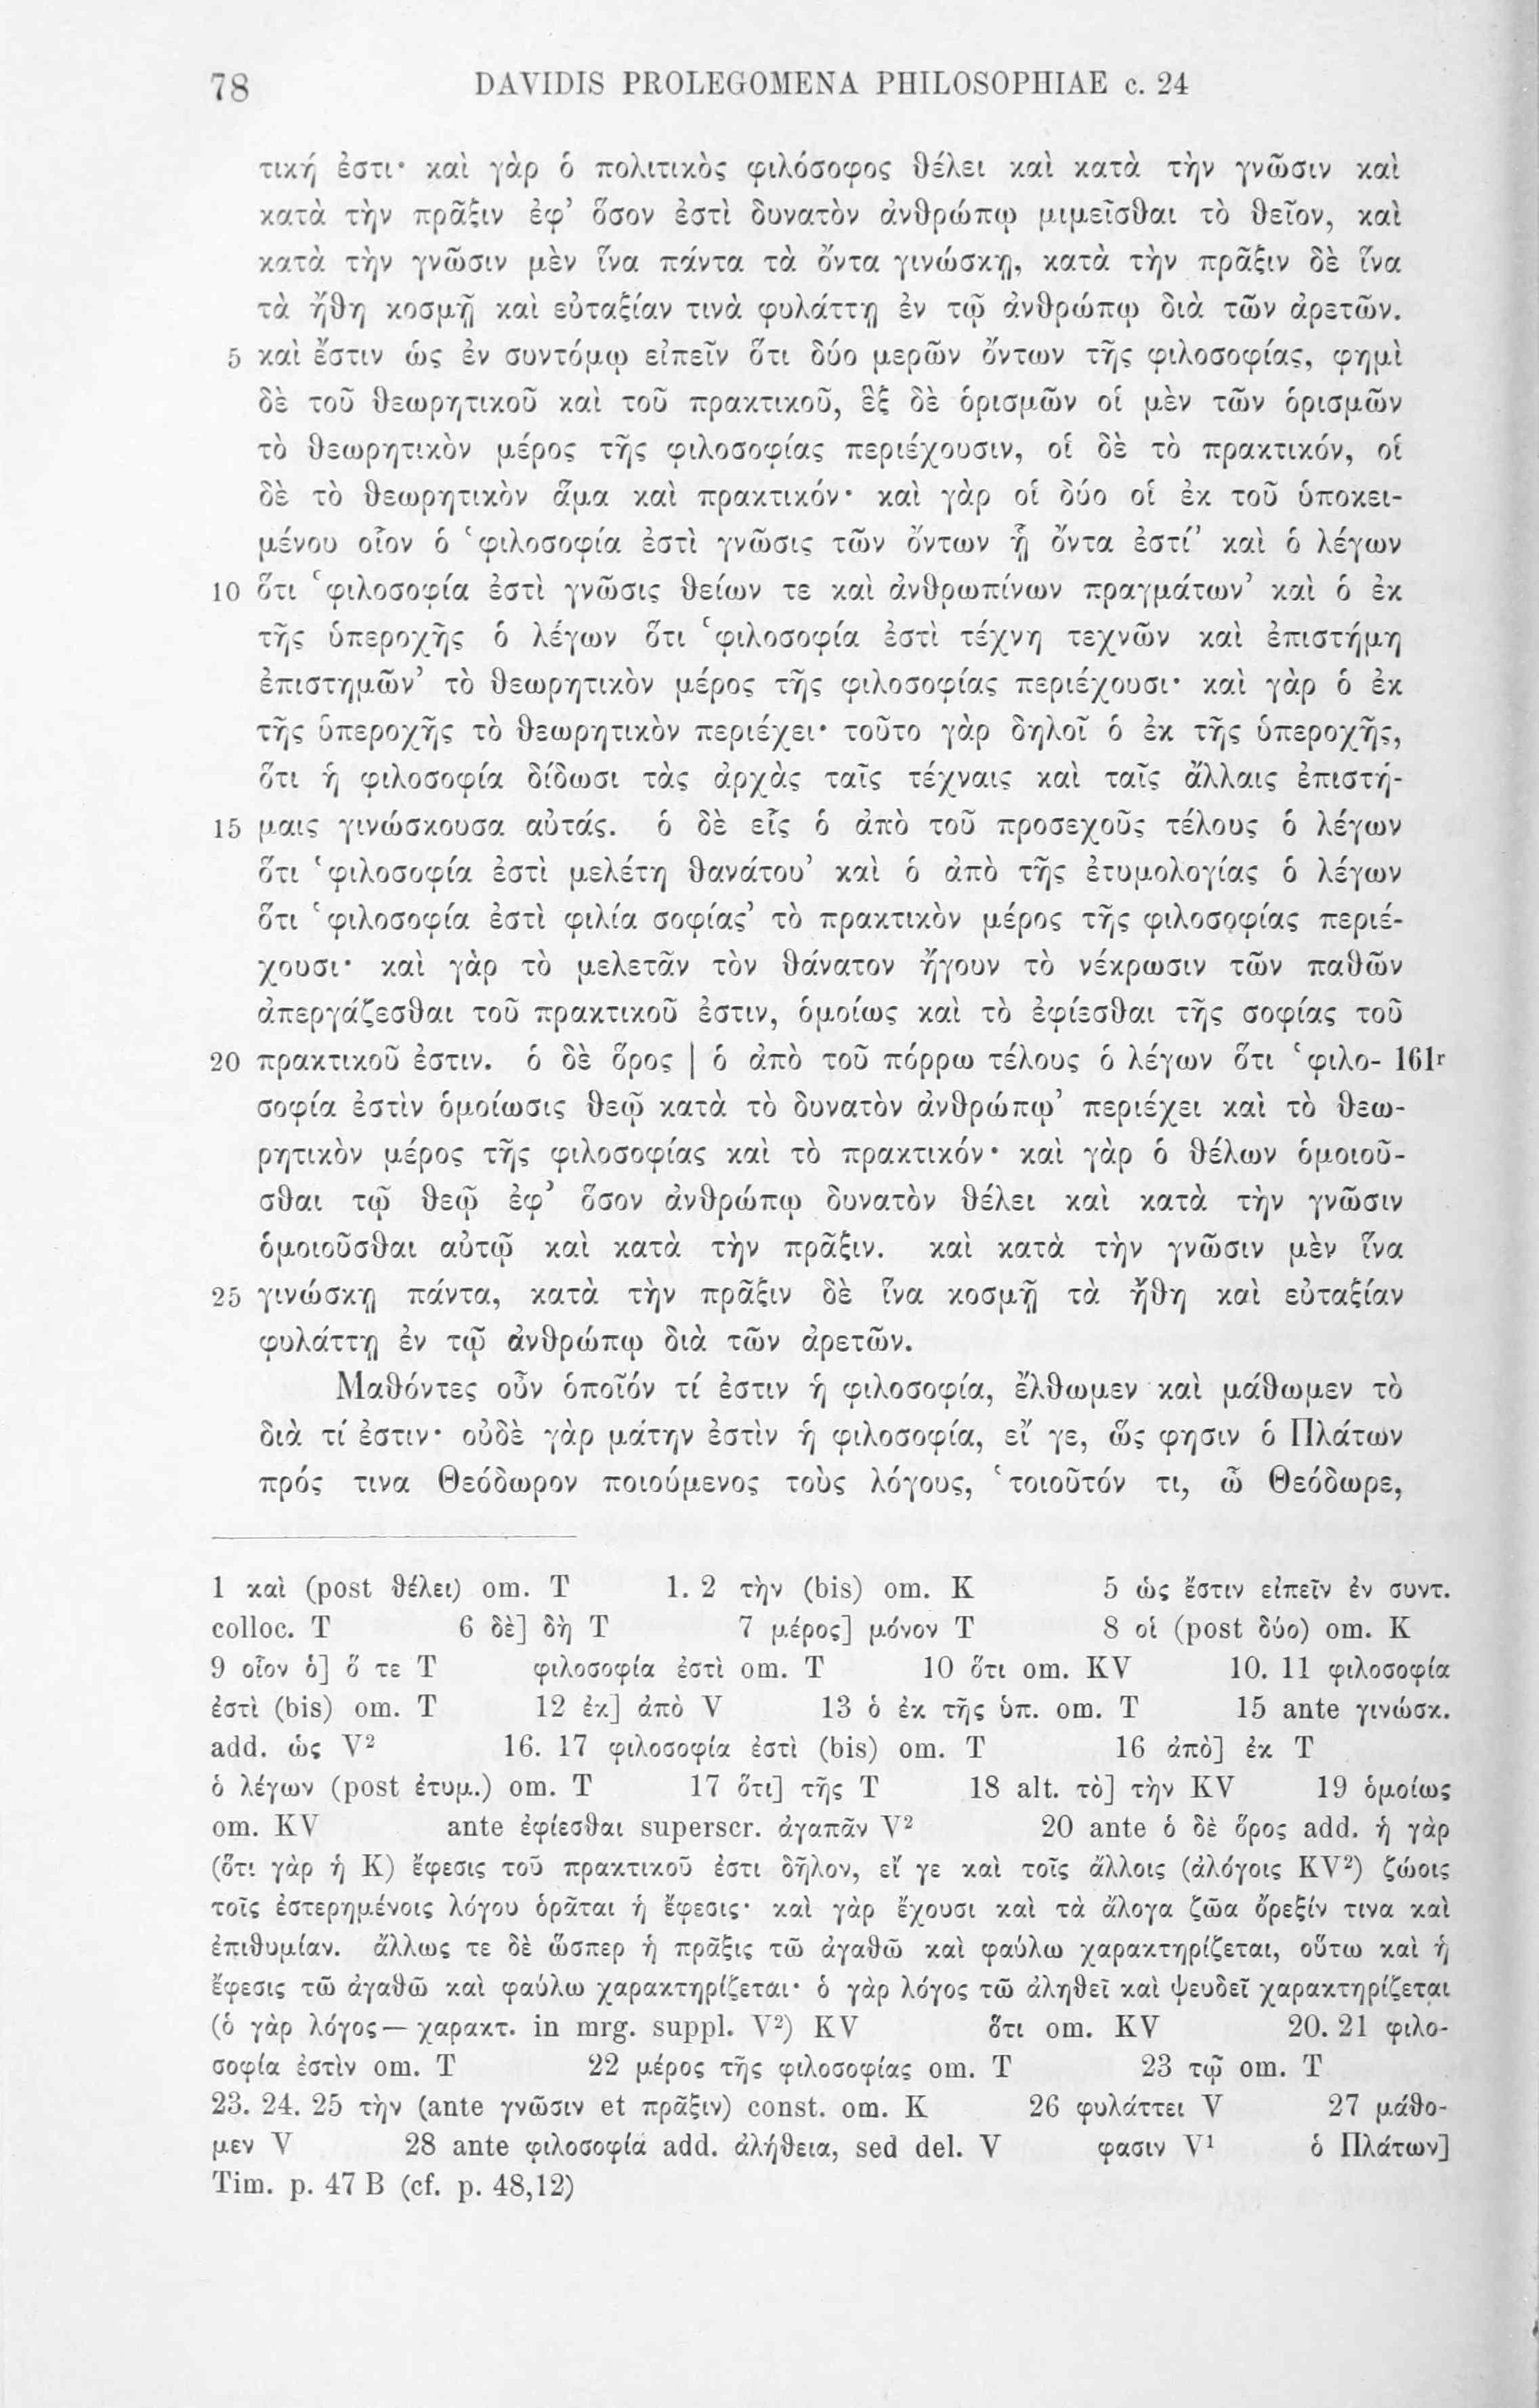 78 DAVIDIS PROLEGOMENA PHILOSOPHIAE c. 24
τική ἐστι· καὶ γὰρ ὁ πολιτικὸς φιλόσοφος θέλει καὶ κατὰ τὴν γνῶσιν καὶ
κατὰ τὴν πρᾶξιν ἐφ’ ὅσον ἐστὶ δυνατὸν ἀνθρώπῳ μιμεῖσθαι τὸ θεῖον, καὶ
κατὰ τὴν γνῶσιν μὲν ἵνα πάντα τὰ ὄντα γινώσκῃ, κατὰ τὴν πρᾶξιν δὲ ἵνα
τὰ ἤθη κοσμῇ καὶ εὐταξίαν τινὰ φυλάττῃ ἐν τῷ ἀνθρώπῳ διὰ τῶν ἀρετῶν.
5 καὶ ἔστιν ὡς ἐν συντόμῳ εἰπεῖν ὅτι δύο μερῶν ὄντων τῆς φιλοσοφίας, φημὶ
δὲ τοῦ θεωρητικοῦ καὶ τοῦ πρακτικοῦ, ἓξ δὲ ὁρισμῶν οἱ μὲν τῶν ὁρισμῶν
τὸ θεωρητικὸν μέρος τῆς φιλοσοφίας περιέχουσιν, οἱ δὲ τὸ πρακτικόν, οἱ
δὲ τὸ θεωρητικὸν ἅμα καὶ πρακτικόν· καὶ γὰρ οἱ δύο οἱ ἐκ τοῦ ὑποκει-
μένου οἷον ὁ ‘φιλοσοφία ἐστὶ γνῶσις τῶν ὄντων ᾗ ὄντα ἐστί’ καὶ ὁ λέγων
10 ὅτι ‘φιλοσοφία ἐστὶ γνῶσις θείων τε καὶ ἀνθρωπίνων πραγμάτων’ καὶ ὁ ἐκ
τῆς ὑπεροχῆς ὁ λέγων ὅτι ‘φιλοσοφία ἐστὶ τέχνη τεχνῶν καὶ ἐπιστήμη
ἐπιστημῶν’ τὸ θεωρητικὸν μέρος τῆς φιλοσοφίας περιέχουσι· καὶ γὰρ ὁ ἐκ
τῆς ὑπεροχῆς τὸ θεωρητικὸν περιέχει· τοῦτο γὰρ δηλοῖ ὁ ἐκ τῆς ὑπεροχῆς,
ὅτι ἡ φιλοσοφία δίδωσι τὰς ἀρχὰς ταῖς τέχναις καὶ ταῖς ἄλλαις ἐπιστή-
15 μαις γινώσκουσα αὐτάς. ὁ δὲ εἷς ὁ ἀπὸ τοῦ προσεχοῦς τέλους ὁ λέγων
ὅτι ‘φιλοσοφία ἐστὶ μελέτη θανάτου’ καὶ ὁ ἀπὸ τῆς ἐτυμολογίας ὁ λέγων
ὅτι ‘φιλοσοφία ἐστὶ φιλία σοφίας’ τὸ πρακτικὸν μέρος τῆς φιλοσοφίας περιέ-
χουσι· καὶ γὰρ τὸ μελετᾶν τὸν θάνατον ἤγουν τὸ νέκρωσιν τῶν παθῶν
ἀπεργάζεσθαι τοῦ πρακτικοῦ ἐστιν, ὁμοίως καὶ τὸ ἐφίεσθαι τῆς σοφίας τοῦ
20 πρακτικοῦ ἐστιν. ὁ δὲ ὅρος | ὁ ἀπὸ τοῦ πόρρω τέλους ὁ λέγων ὅτι ‘φιλο- 161r
σοφία ἐστὶν ὁμοίωσις θεῷ κατὰ τὸ δυνατὸν ἀνθρώπῳ’ περιέχει καὶ τὸ θεω-
ρητικὸν μέρος τῆς φιλοσοφίας καὶ τὸ πρακτικόν· καὶ γὰρ ὁ θέλων ὁμοιοῦ-
σθαι τῷ θεῷ ἐφ’ ὅσον ἀνθρώπῳ δυνατὸν θέλει καὶ κατὰ τὴν γνῶσιν
ὁμοιοῦσθαι αὐτῷ καὶ κατὰ τὴν πρᾶξιν. καὶ κατὰ τὴν γνῶσιν μὲν ἵνα
25 γινώσκῃ πάντα, κατὰ τὴν πρᾶξιν δὲ ἵνα κοσμῇ τὰ ἤθη καὶ εὐταξίαν
φυλάττῃ ἐν τῷ ἀνθρώπῳ διὰ τῶν ἀρετῶν.
Μαθόντες οὖν ὁποῖόν τί ἐστιν ἡ φιλοσοφία, ἔλθωμεν καὶ μάθωμεν τὸ
διὰ τί ἐστιν· οὐδὲ γὰρ μάτην ἐστὶν ἡ φιλοσοφία, εἴ γε, ὥς φησιν ὁ Πλάτων
πρός τινα Θεόδωρον ποιούμενος τοὺς λόγους, ‘τοιοῦτόν τι, ὦ Θεόδωρε,
1 καὶ (post θέλει) om. T 1. 2 τὴν (bis) om. K 5 ὡς ἔστιν εἰπεῖν ἐν συντ.
colloc. T 6 δὲ] δὴ T 7 μέρος] μόνον T 8 οἱ (post δύο) om. K
9 οἷον ὁ] ὅ τε T φιλοσοφία ἐστὶ om. T 10 ὅτι om. KV 10. 11 φιλοσοφία
ἐστὶ (bis) om. T 12 ἐκ] ἀπὸ V 13 ὁ ἐκ τῆς ὑπ. om. T 15 ante γινώσκ.
add. ὡς V² 16. 17 φιλοσοφία ἐστὶ (bis) om. T 16 ἀπὸ] ἐκ T
ὁ λέγων (post ἐτυμ.) om. T 17 ὅτι] τῆς T 18 alt. τὸ] τὴν KV 19 ὁμοίως
om. KV ante ἐφίεσθαι superscr. ἀγαπᾶν V² 20 ante ὁ δὲ ὅρος add. ἡ γὰρ
(ὅτι γὰρ ἡ K) ἔφεσις τοῦ πρακτικοῦ ἐστι δῆλον, εἴ γε καὶ τοῖς ἄλλοις (ἀλόγοις KV²) ζώοις
τοῖς ἐστερημένοις λόγου ὁρᾶται ἡ ἔφεσις· καὶ γὰρ ἔχουσι καὶ τὰ ἄλογα ζῶα ὄρεξίν τινα καὶ
ἐπιθυμίαν. ἄλλως τε δὲ ὥσπερ ἡ πρᾶξις τῶ ἀγαθῶ καὶ φαύλω χαρακτηρίζεται, οὕτω καὶ ἡ
ἔφεσις τῶ ἀγαθῶ καὶ φαύλω χαρακτηρίζεται· ὁ γὰρ λόγος τῶ ἀληθεῖ καὶ ψευδεῖ χαρακτηρίζεται
(ὁ γὰρ λόγος — χαρακτ. in mrg. suppl. V²) KV ὅτι om. KV 20. 21 φιλο-
σοφία ἐστὶν om. T 22 μέρος τῆς φιλοσοφίας om. T 23 τῷ om. T
23. 24. 25 τὴν (ante γνῶσιν et πρᾶξιν) const. om. K 26 φυλάττει V 27 μάθο-
μεν V 28 ante φιλοσοφία add. ἀλήθεια, sed del. V φασιν V¹ ὁ Πλάτων]
Tim. p. 47 B (cf. p. 48,12)